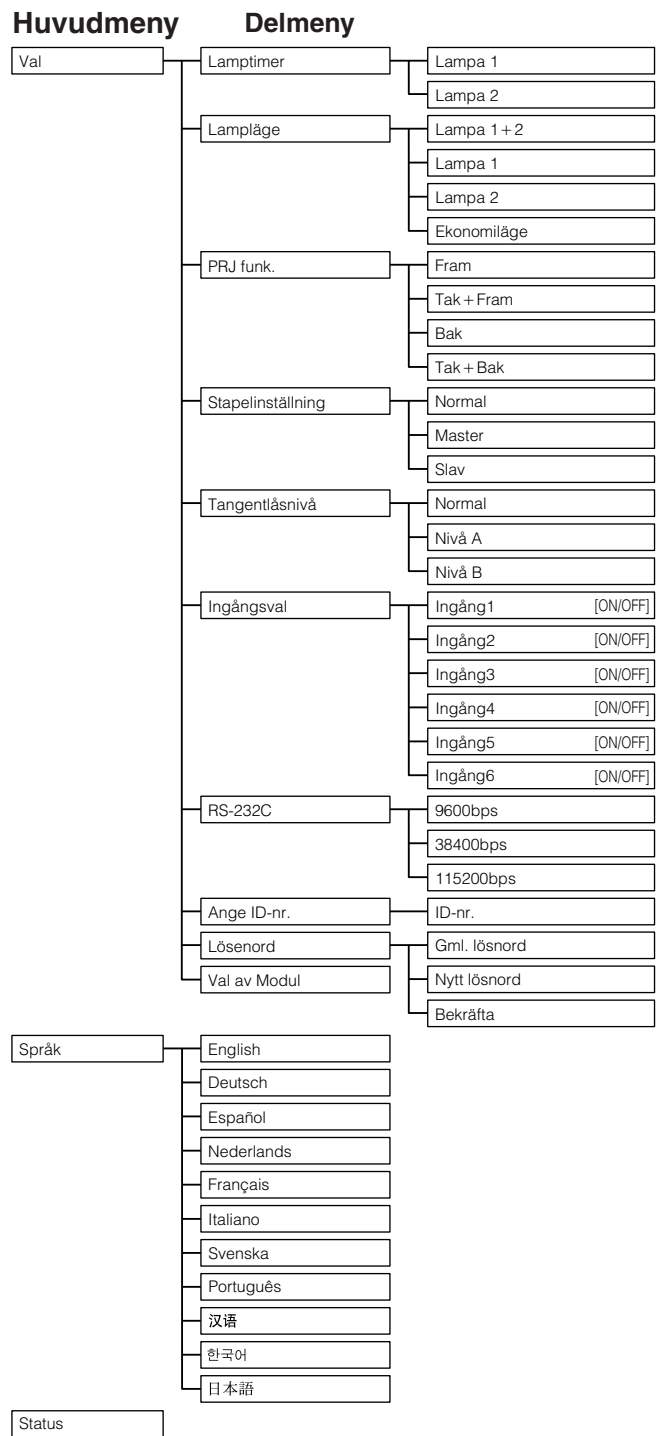 Huvudmeny Delmeny
Val Lamptimer Lampa 1
Lampa 2
Lampläge Lampa 1+2
Lampa 1
Lampa 2
Ekonomiläge
PRJ funk. Fram
Tak+Fram
Bak
Tak+Bak
Stapelinställning Normal
Master
Slav
Tangentlåsnivå Normal
Nivå A
Nivå B
Ingångsval Ingång1 [ON/OFF]
Ingång2 [ON/OFF]
Ingång3 [ON/OFF]
Ingång4 [ON/OFF]
Ingång5 [ON/OFF]
Ingång6 [ON/OFF]
RS-232C 9600bps
38400bps
115200bps
Ange ID-nr. ID-nr.
Lösenord Gml. lösnord
Val av Modul Nytt lösnord
Bekräfta
Språk English
Deutsch
Español
Nederlands
Français
Italiano
Svenska
Português
汉语
한국어
日本語
Status